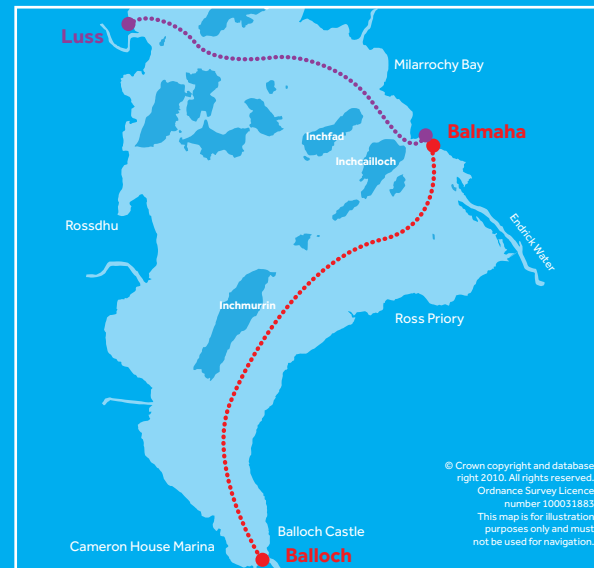 Luss
Milarrochy Bay
Balmaha
Inchfad
Inchcailloch
Rossdhu
Endrick Water
Inchmurrin
Ross Priory
© Crown copyright and database
right 2010. All rights reserved.
Ordnance Survey Licence
number 100031883
This map is for illustration
purposes only and must
not be used for navigation.
Balloch Castle
Cameron House Marina
Balloch